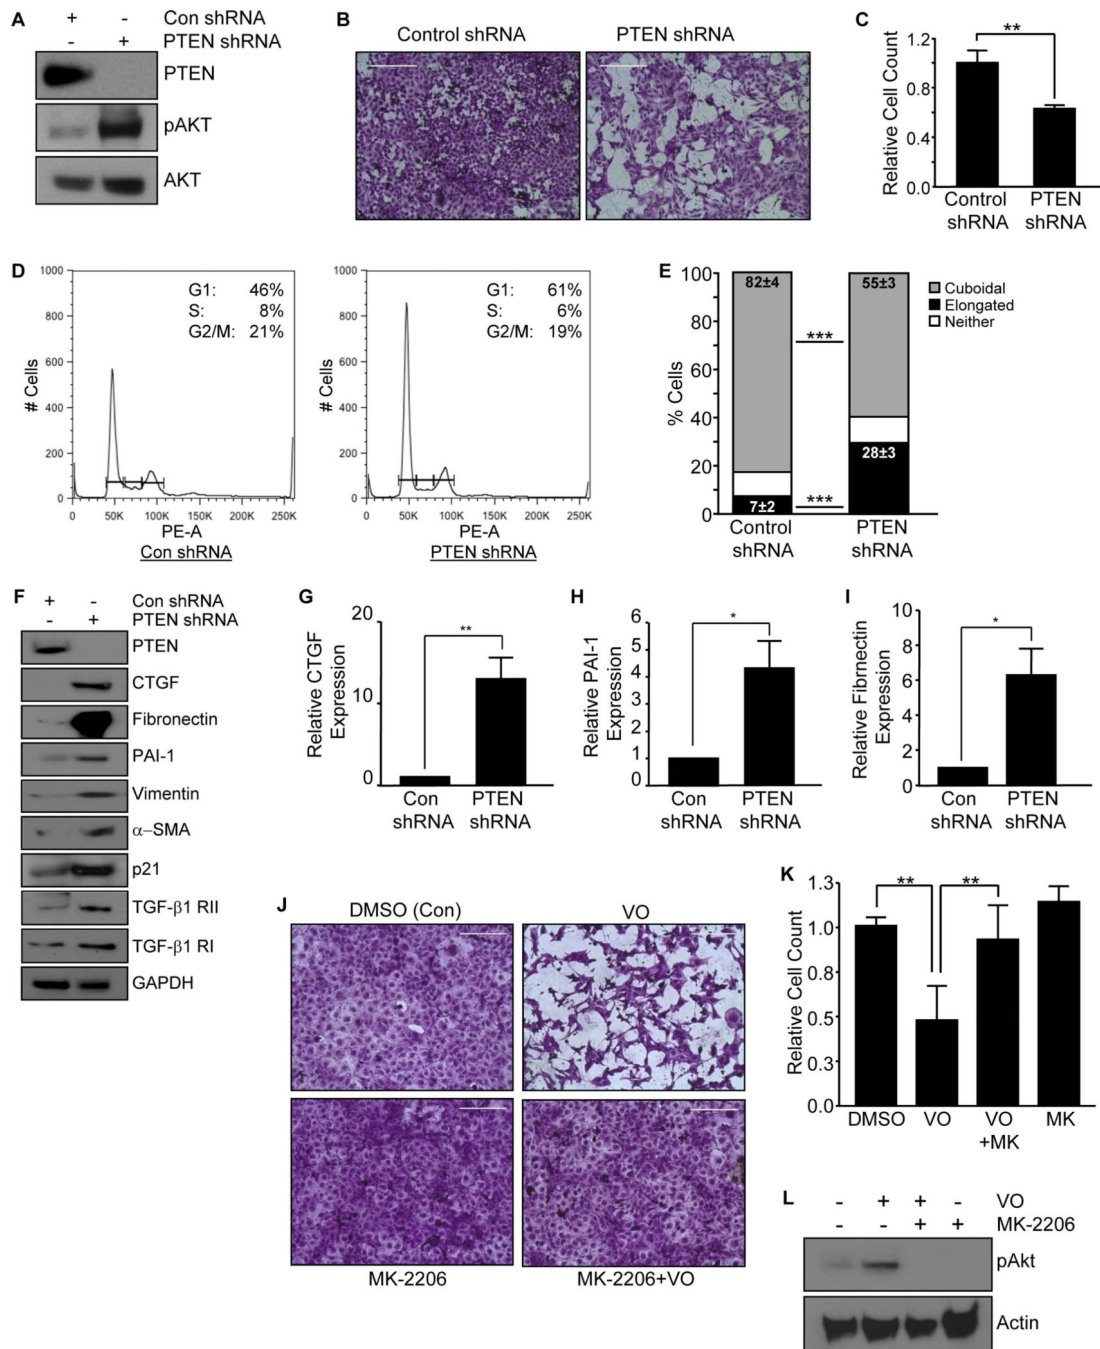 A
+ - Con shRNA
- + PTEN shRNA
PTEN
pAKT
AKT
B
Control shRNA PTEN shRNA
C
Relative Cell Count
1.2
0.8
0.6
0.4
0.0
**
Control shRNA
PTEN shRNA
D
# Cells
1000
800
600
400
200
0
G1: 46%
S: 8%
G2/M: 21%
0 50K 100K 150K 200K 250K
PE-A
Con shRNA
# Cells
1000
800
600
400
200
0
G1: 61%
S: 6%
G2/M: 19%
0 50K 100K 150K 200K 250K
PE-A
PTEN shRNA
E
% Cells
100
80
60
40
20
0
82±4
55±3
***
28±3
7±2
***
Control shRNA
PTEN shRNA
Cuboidal
Elongated
Neither
F
+ - Con shRNA
- + PTEN shRNA
PTEN
CTGF
Fibronectin
PAI-1
Vimentin
α–SMA
p21
TGF-β1 RII
TGF-β1 RI
GAPDH
G
Relative CTGF
Expression
20
10
0
**
Con shRNA
PTEN shRNA
H
Relative PAI-1
Expression
6
5
4
3
2
1
0
*
Con shRNA
PTEN shRNA
I
Relative Fibrnectin
Expression
10
8
6
4
2
0
*
Con shRNA
PTEN shRNA
J
DMSO (Con) VO
MK-2206 MK-2206+VO
K
Relative Cell Count
1.3
1.0
0.8
0.5
0.3
0.0
** **
DMSO VO VO +MK MK
L
- + + - VO
- - + + MK-2206
pAkt
Actin